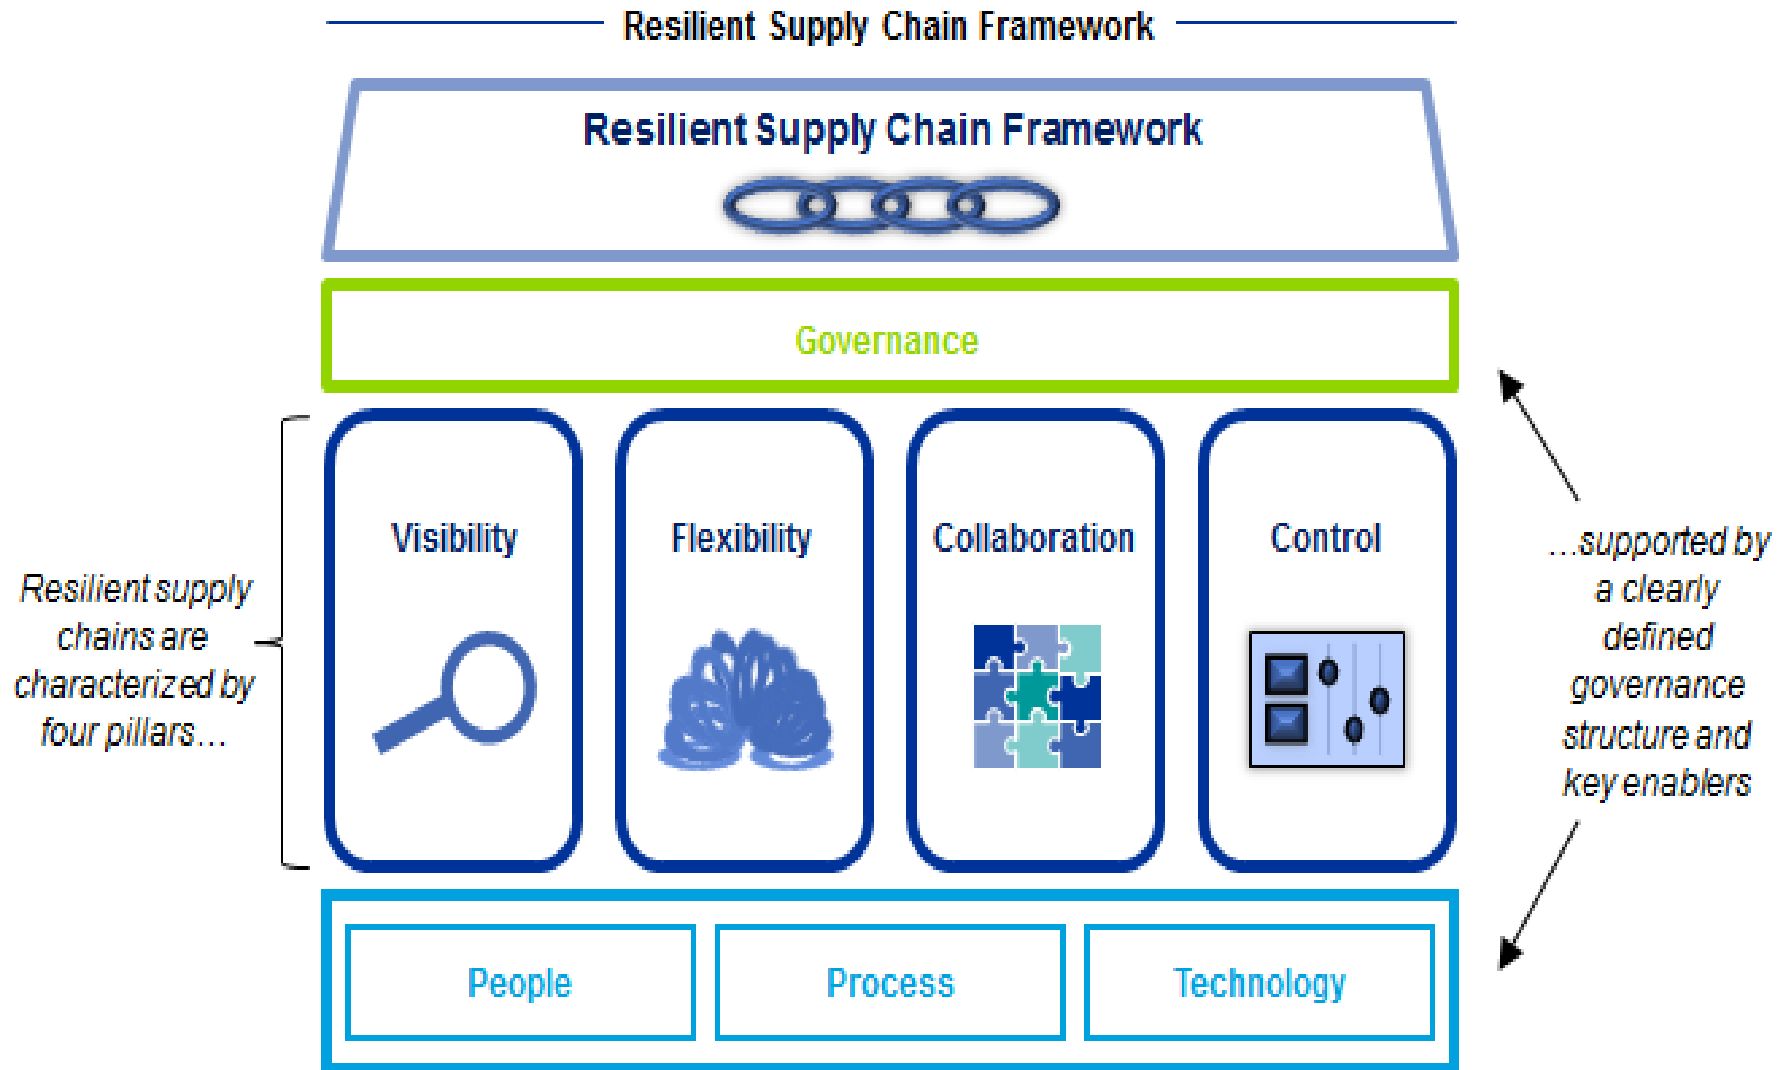 Resilient Supply Chain Framework
Resilient Supply Chain Framework
Governance
Resilient supply
chains are
characterized by
four pillars…
Visibility
Flexibility
Collaboration
Control
…supported by
a clearly
defined
governance
structure and
key enablers
People
Process
Technology